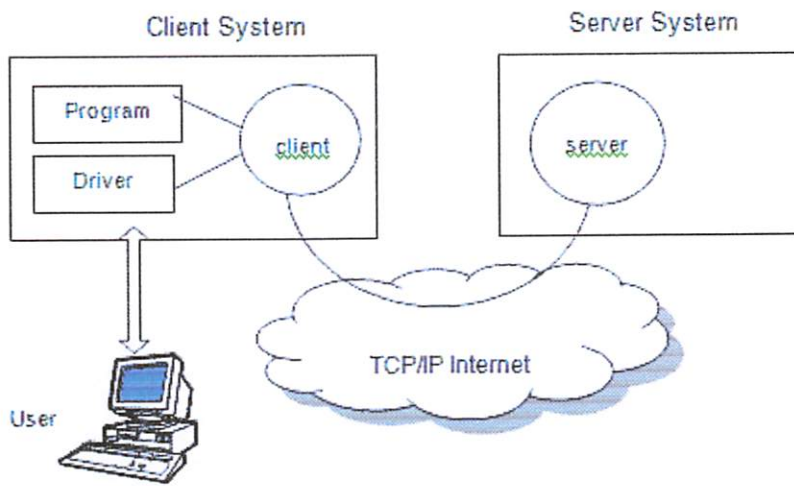 Client System
Server System
Program
Driver
client
server
TCP/IP Internet
User